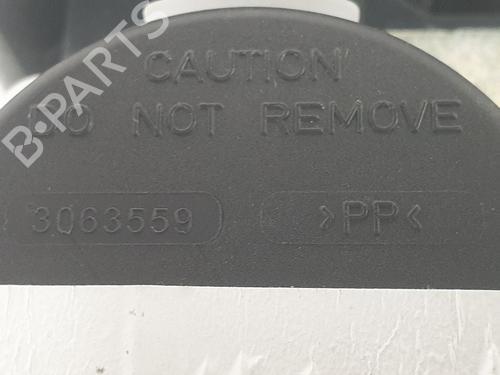 B-PARTS
CAUTION
DO NOT REMOVE
3063559 >PP<